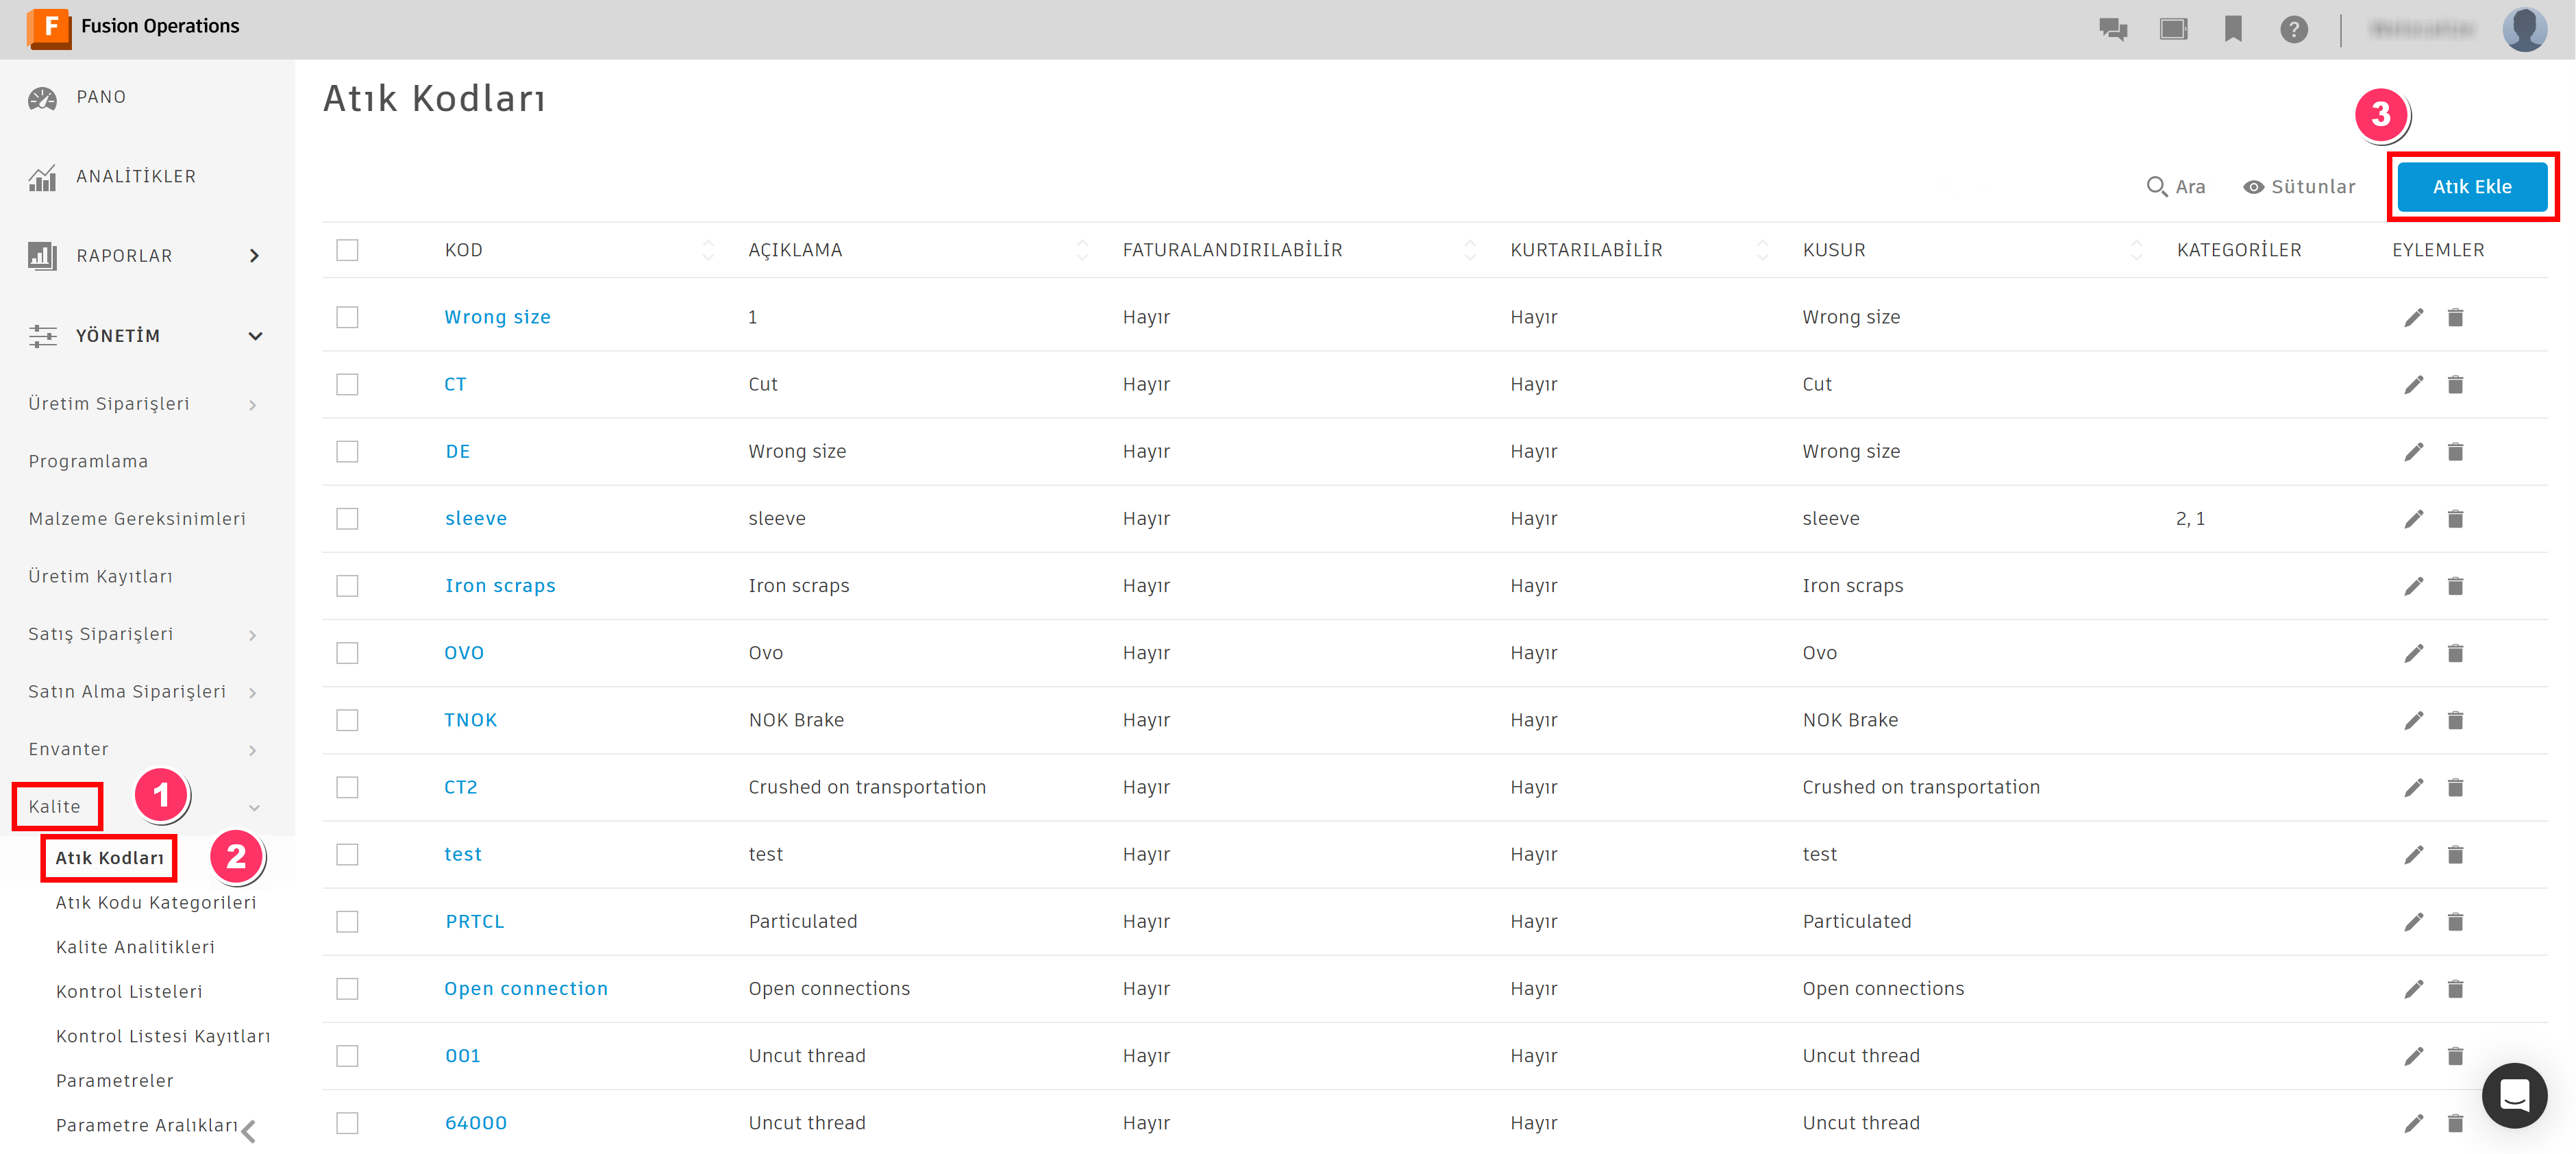 F Fusion Operations
?
PANO
ANALİTİKLER
RAPORLAR
YÖNETİM
Üretim Siparişleri
Programlama
Malzeme Gereksinimleri
Üretim Kayıtları
Satış Siparişleri
Satın Alma Siparişleri
Envanter
Kalite
1
Atık Kodları
2
Atık Kodu Kategorileri
Kalite Analitikleri
Kontrol Listeleri
Kontrol Listesi Kayıtları
Parametreler
Parametre Aralıkları
Atık Kodları
3
Ara Sütunlar Atık Ekle
KOD AÇIKLAMA FATURALANDIRILABİLİR KURTARILABİLİR KUSUR KATEGORİLER EYLEMLER
Wrong size 1 Hayır Hayır Wrong size
CT Cut Hayır Hayır Cut
DE Wrong size Hayır Hayır Wrong size
sleeve sleeve Hayır Hayır sleeve 2, 1
Iron scraps Iron scraps Hayır Hayır Iron scraps
OVO Ovo Hayır Hayır Ovo
TNOK NOK Brake Hayır Hayır NOK Brake
CT2 Crushed on transportation Hayır Hayır Crushed on transportation
test test Hayır Hayır test
PRTCL Particulated Hayır Hayır Particulated
Open connection Open connections Hayır Hayır Open connections
001 Uncut thread Hayır Hayır Uncut thread
64000 Uncut thread Hayır Hayır Uncut thread